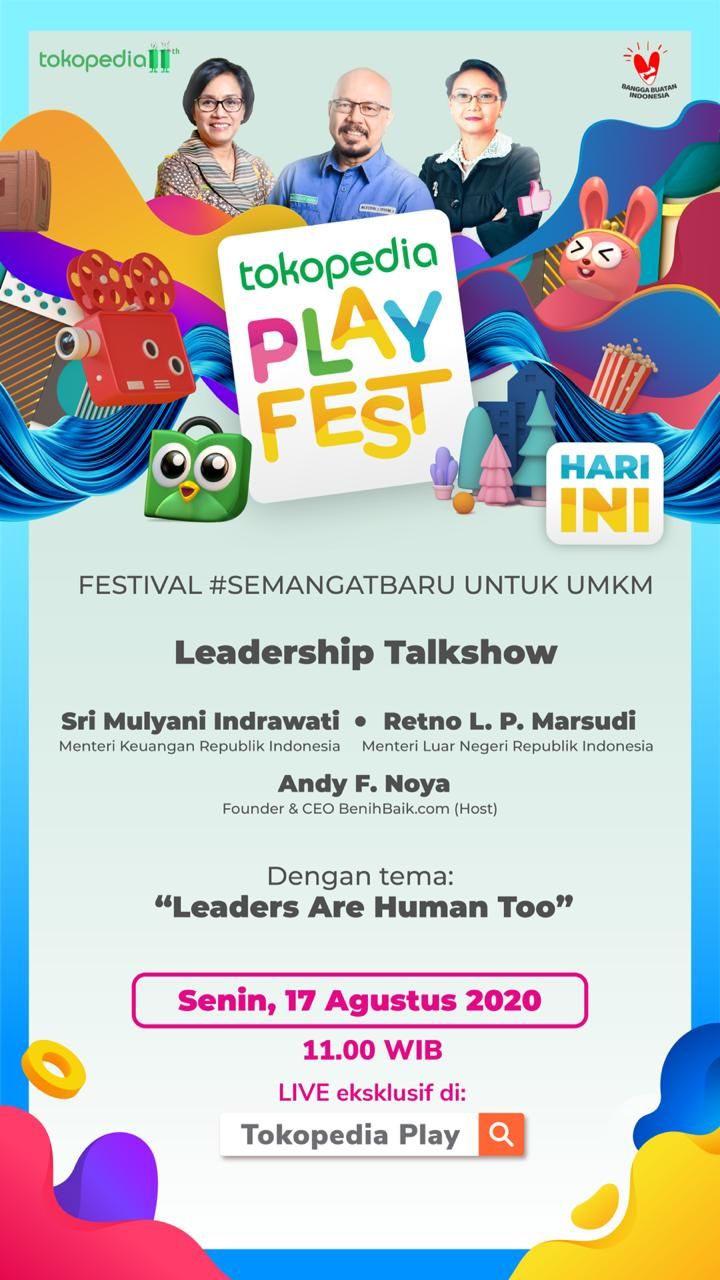 tokopedia 11th
BANGGA BUATAN
INDONESIA
tokopedia
PLAY
FEST
HARI
INI
FESTIVAL #SEMANGATBARU UNTUK UMKM
Leadership Talkshow
Sri Mulyani Indrawati • Retno L. P. Marsudi
Menteri Keuangan Republik Indonesia Menteri Luar Negeri Republik Indonesia
Andy F. Noya
Founder & CEO BenihBaik.com (Host)
Dengan tema:
“Leaders Are Human Too”
Senin, 17 Agustus 2020
11.00 WIB
LIVE eksklusif di:
Tokopedia Play